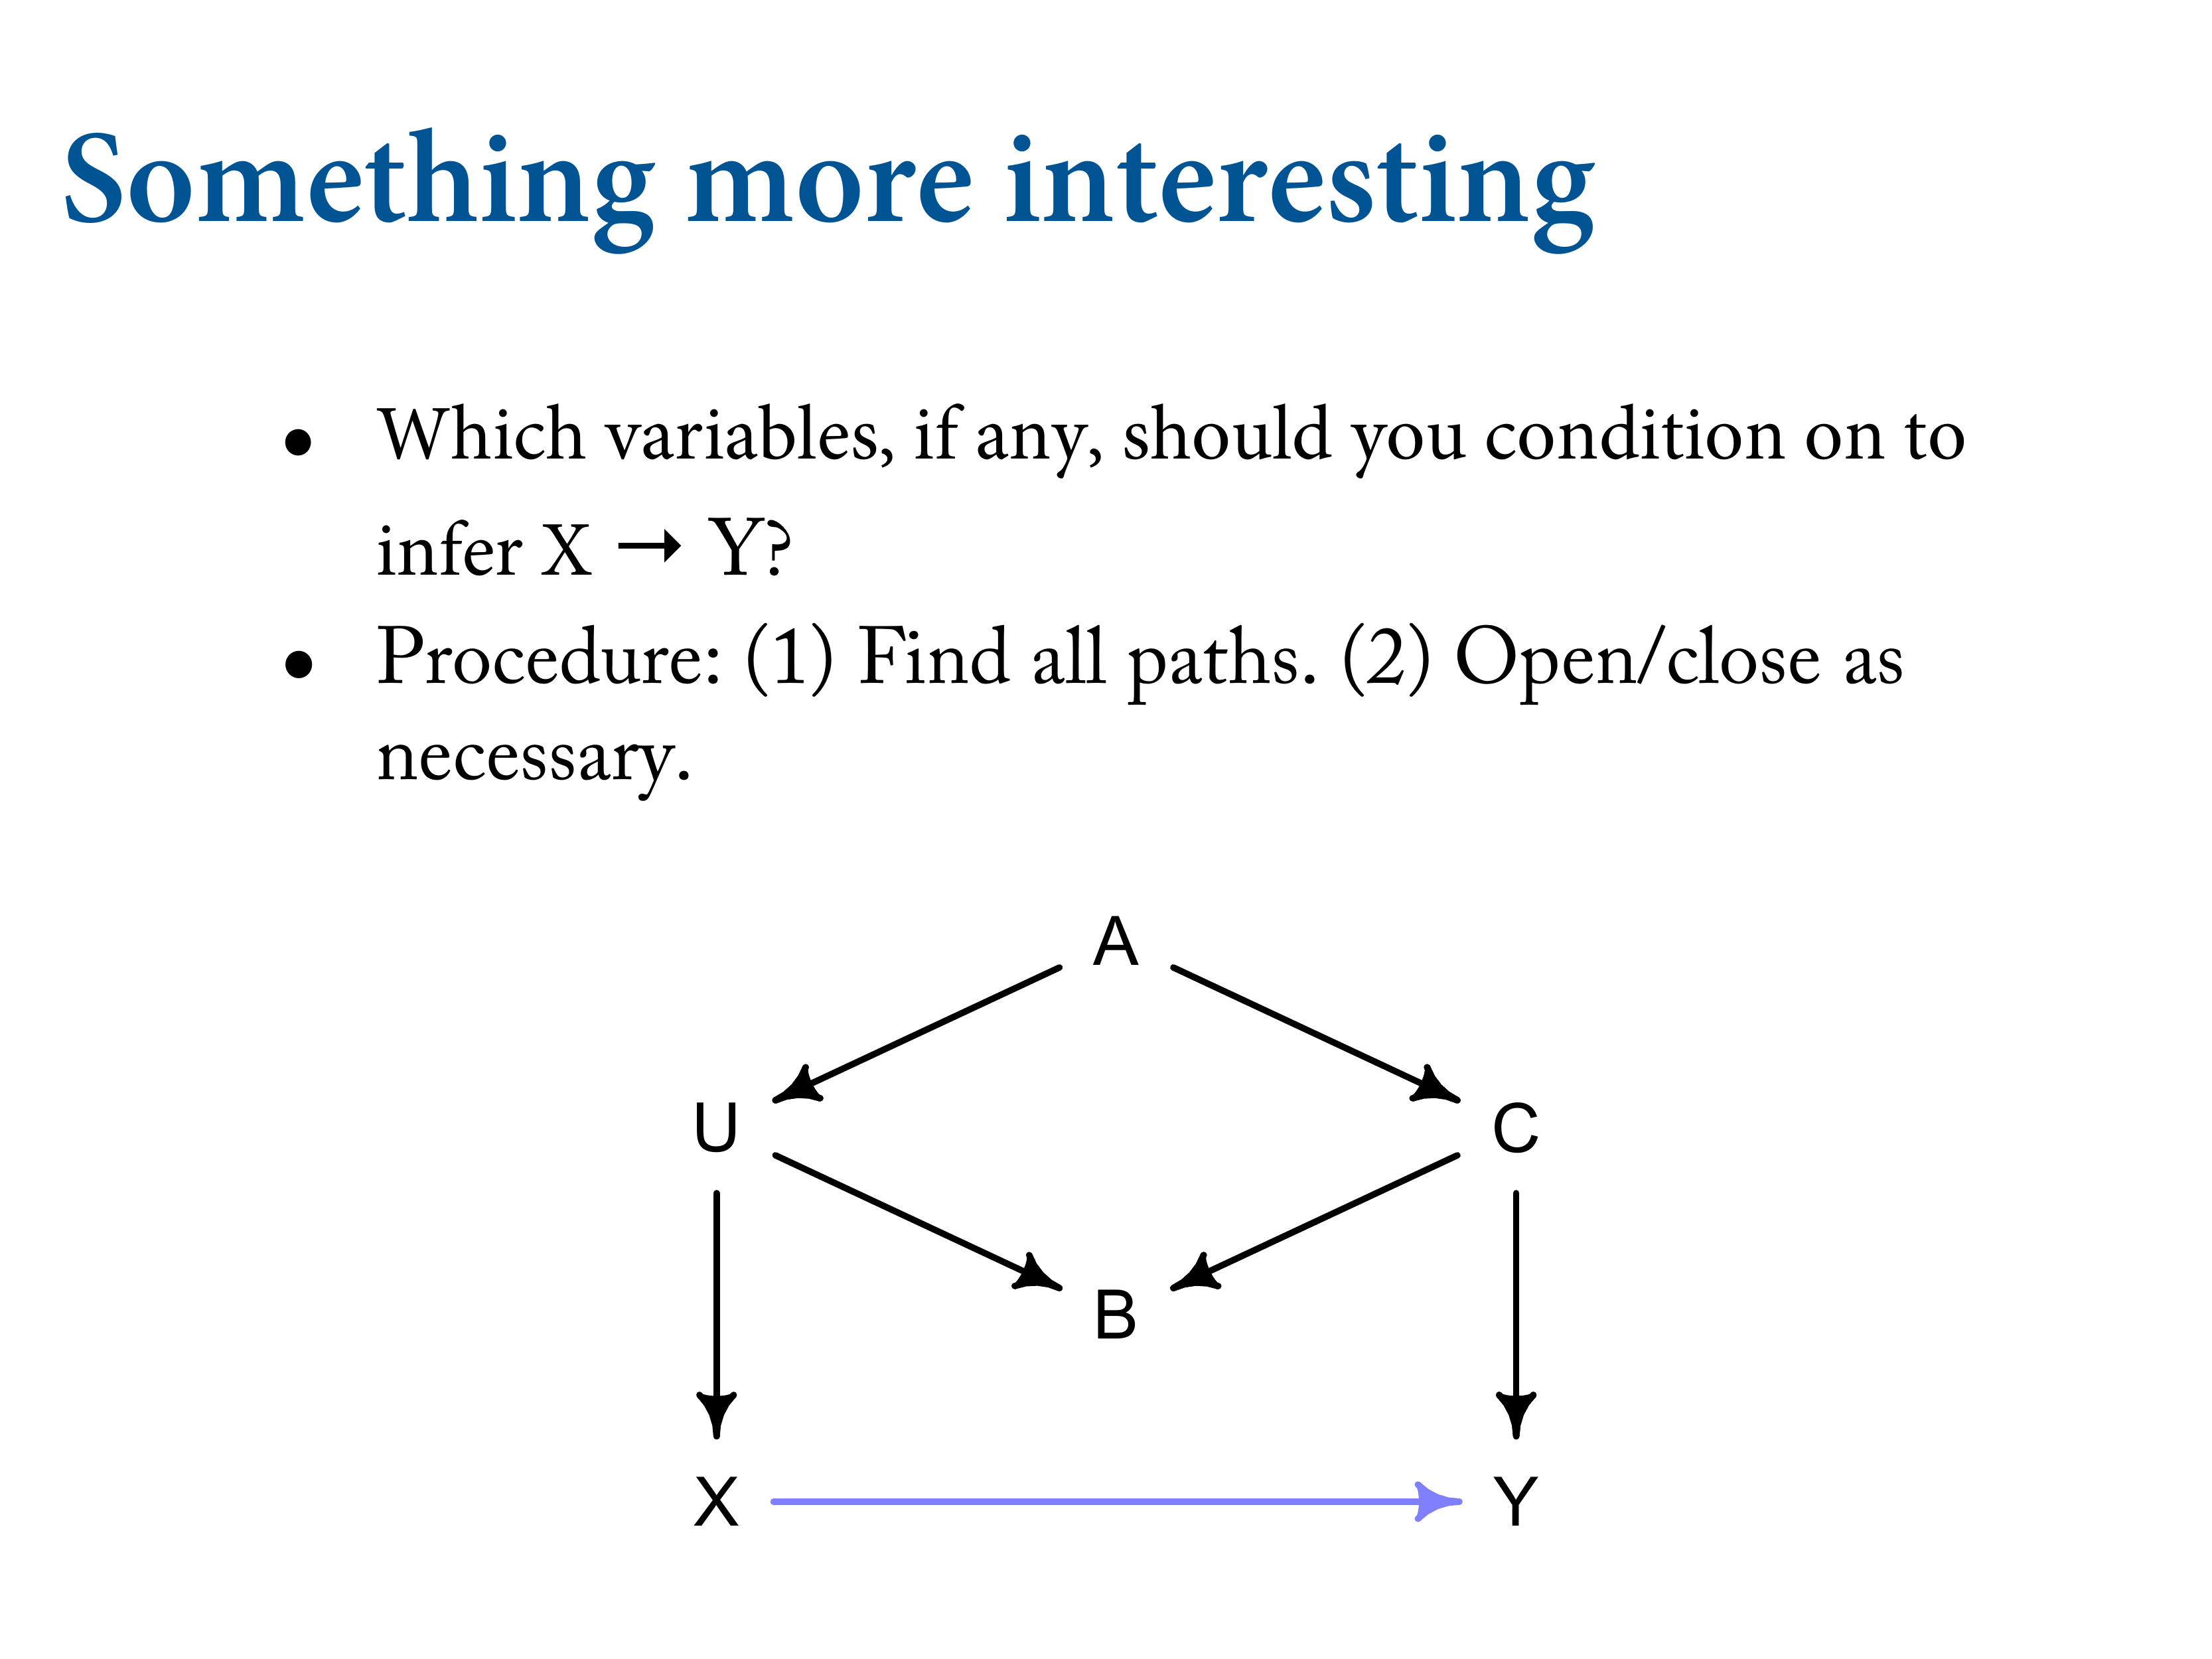 Something more interesting
• Which variables, if any, should you condition on to
infer X → Y?
• Procedure: (1) Find all paths. (2) Open/close as
necessary.
A
U
C
B
X
Y